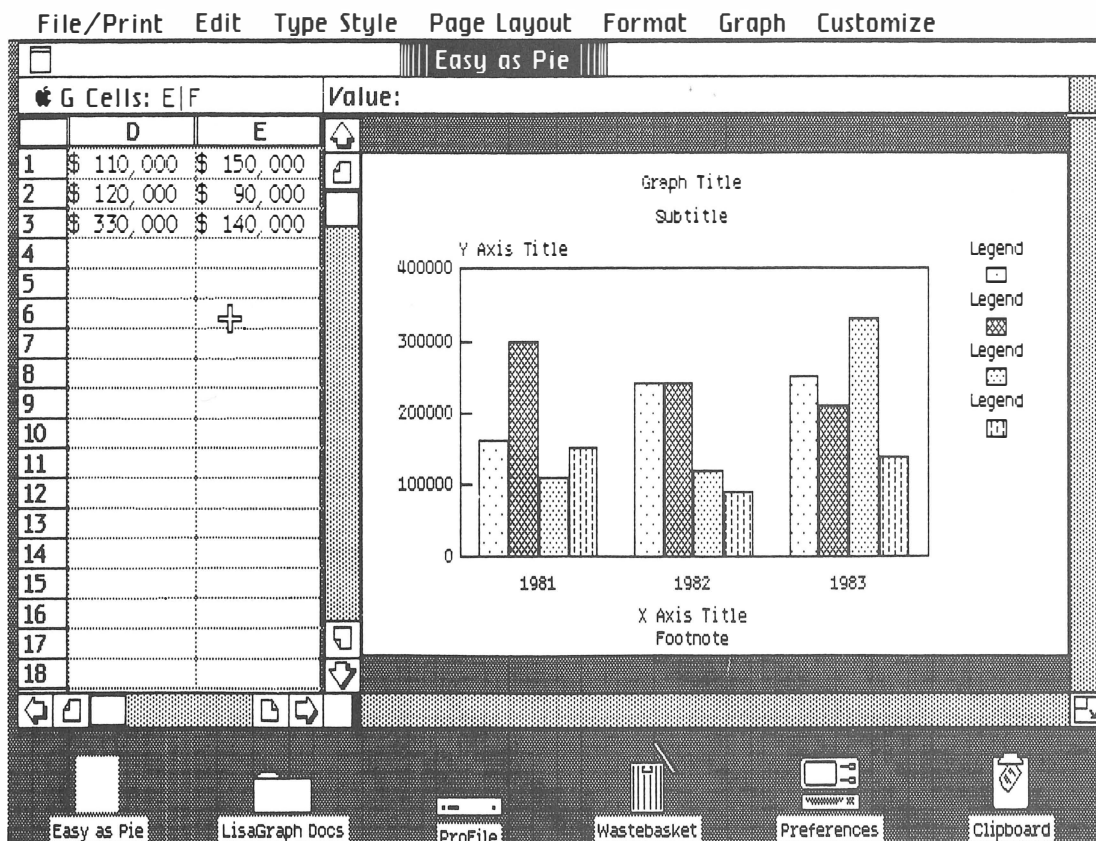 File/Print Edit Type Style Page Layout Format Graph Customize
Easy as Pie
G Cells: E|F Value:
D E
1 $ 110,000 $ 150,000
2 $ 120,000 $ 90,000
3 $ 330,000 $ 140,000
4
5
6
7
8
9
10
11
12
13
14
15
16
17
18
Graph Title
Subtitle
Y Axis Title
400000
300000
200000
100000
0
1981 1982 1983
X Axis Title
Footnote
Legend
Legend
Legend
Legend
Easy as Pie LisaGraph Docs ProFile Wastebasket Preferences Clipboard